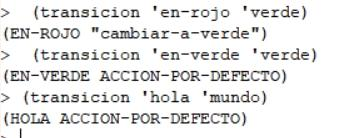 >  (transicion 'en-rojo 'verde)
(EN-ROJO "cambiar-a-verde")
>  (transicion 'en-verde 'verde)
(EN-VERDE ACCION-POR-DEFECTO)
> (transicion 'hola 'mundo)
(HOLA ACCION-POR-DEFECTO)
>